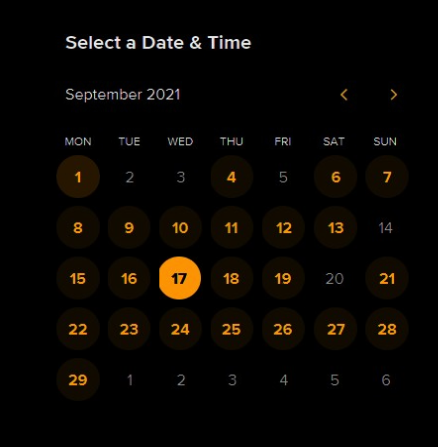 Select a Date & Time
September 2021
MON TUE WED THU FRI SAT SUN
1 2 3 4 5 6 7
8 9 10 11 12 13 14
15 16 17 18 19 20 21
22 23 24 25 26 27 28
29 1 2 3 4 5 6